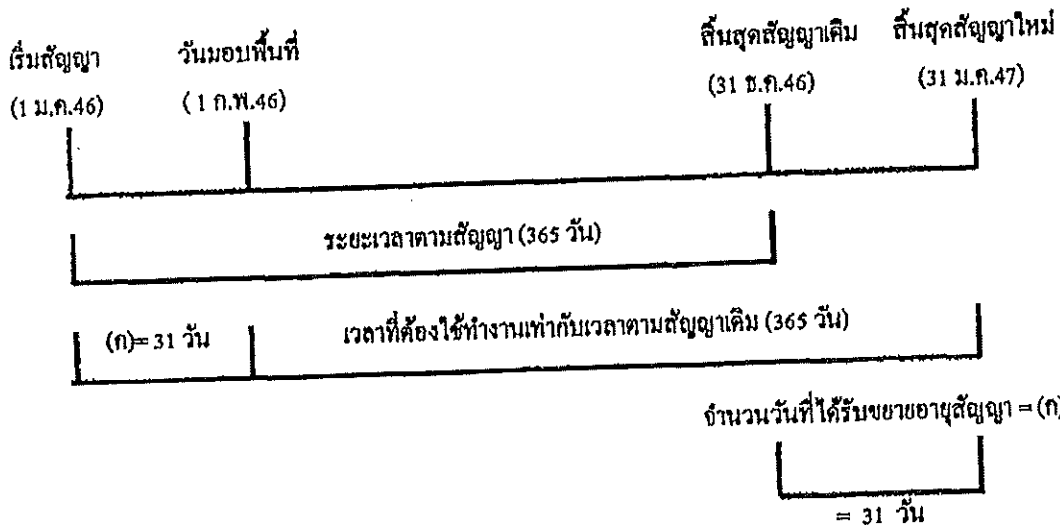 เริ่มสัญญา วันมอบพื้นที่ สิ้นสุดสัญญาเดิม สิ้นสุดสัญญาใหม่
(1 ม.ค.46) ( 1 ก.พ.46) (31 ธ.ค.46) (31 ม.ค.47)
ระยะเวลาตามสัญญา (365 วัน)
(ก)= 31 วัน เวลาที่ต้องใช้ทำงานเท่ากับเวลาตามสัญญาเดิม (365 วัน)
จำนวนวันที่ได้รับขยายอายุสัญญา = (ก)
= 31 วัน